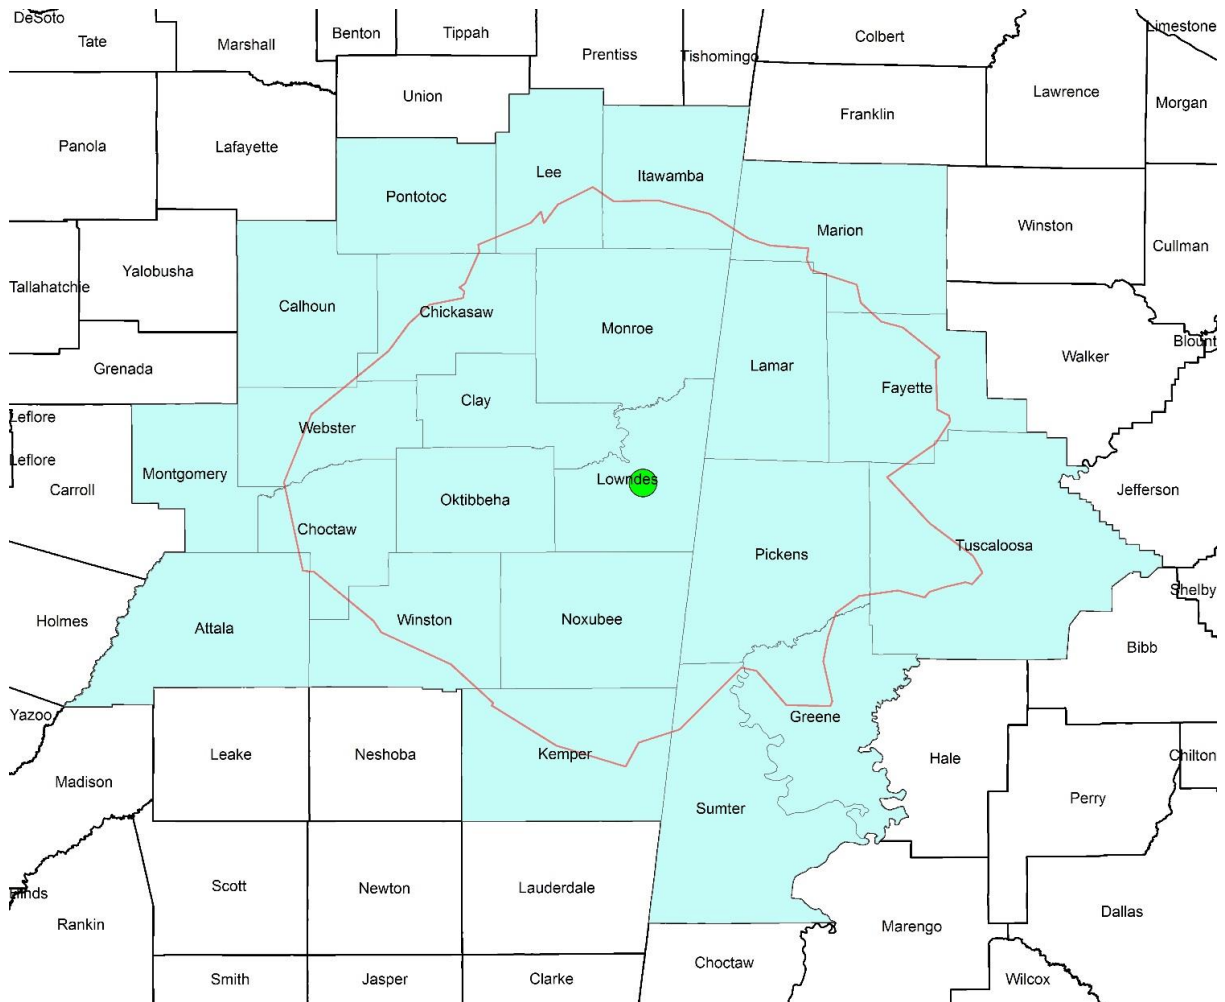 DeSoto
Tate
Marshall
Benton
Tippah
Prentiss
Tishomingo
Colbert
Limestone
Lawrence
Morgan
Union
Franklin
Panola
Lafayette
Lee
Itawamba
Pontotoc
Marion
Winston
Cullman
Yalobusha
Tallahatchie
Calhoun
Chickasaw
Monroe
Blount
Walker
Grenada
Lamar
Fayette
Clay
Leflore
Webster
Leflore
Montgomery
Carroll
Lowndes
Oktibbeha
Jefferson
Choctaw
Pickens
Tuscaloosa
Shelby
Holmes
Attala
Winston
Noxubee
Bibb
Yazoo
Greene
Leake
Neshoba
Kemper
Hale
Chilton
Madison
Perry
Sumter
Scott
Newton
Lauderdale
Hinds
Rankin
Dallas
Marengo
Choctaw
Smith
Jasper
Clarke
Wilcox